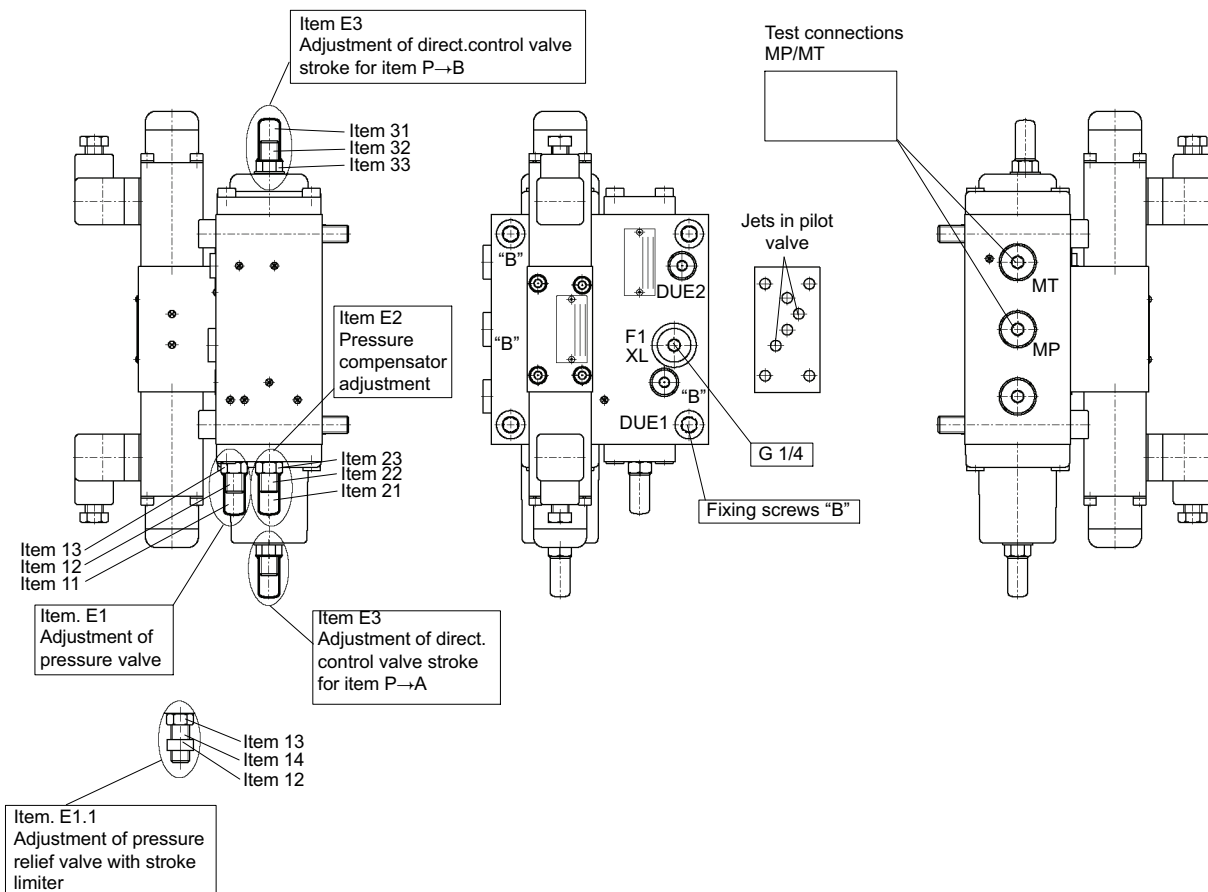 Item E3
Adjustment of direct.control valve
stroke for item P→B
Test connections
MP/MT
Item 31
Item 32
Item 33
Jets in pilot
valve
"B"
DUE2
MT
Item E2
Pressure
compensator
adjustment
F1
XL
"B"
MP
"B"
DUE1
G 1/4
Item 23
Item 22
Item 21
Fixing screws "B"
Item 13
Item 12
Item 11
Item. E1
Adjustment of
pressure valve
Item E3
Adjustment of direct.
control valve stroke
for item P→A
Item 13
Item 14
Item 12
Item. E1.1
Adjustment of pressure
relief valve with stroke
limiter